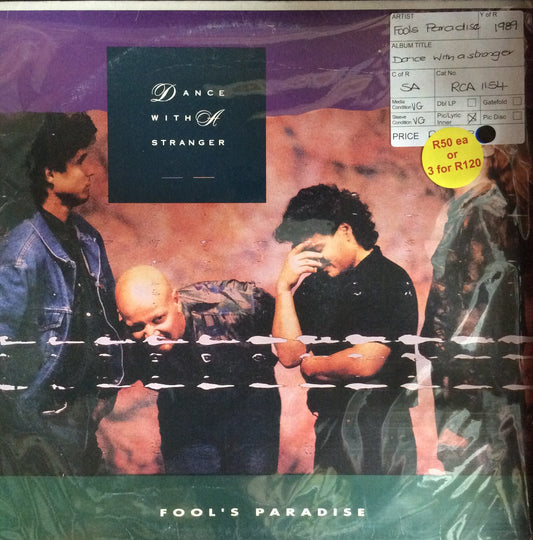 DANCE
WITH A
STRANGER
ARTIST
Y of R
Fools Paradise
1989
ALBUM TITLE
Dance with a stranger
C of R
Cat No.
SA
RCA 1154
Media
Condition
VG
Dbl LP
Gatefold
Sleeve
Condition
VG
Pic/Lyric
Inner
Pic Disc
PRICE
R50 ea
or
3 for R120
FOOL'S PARADISE